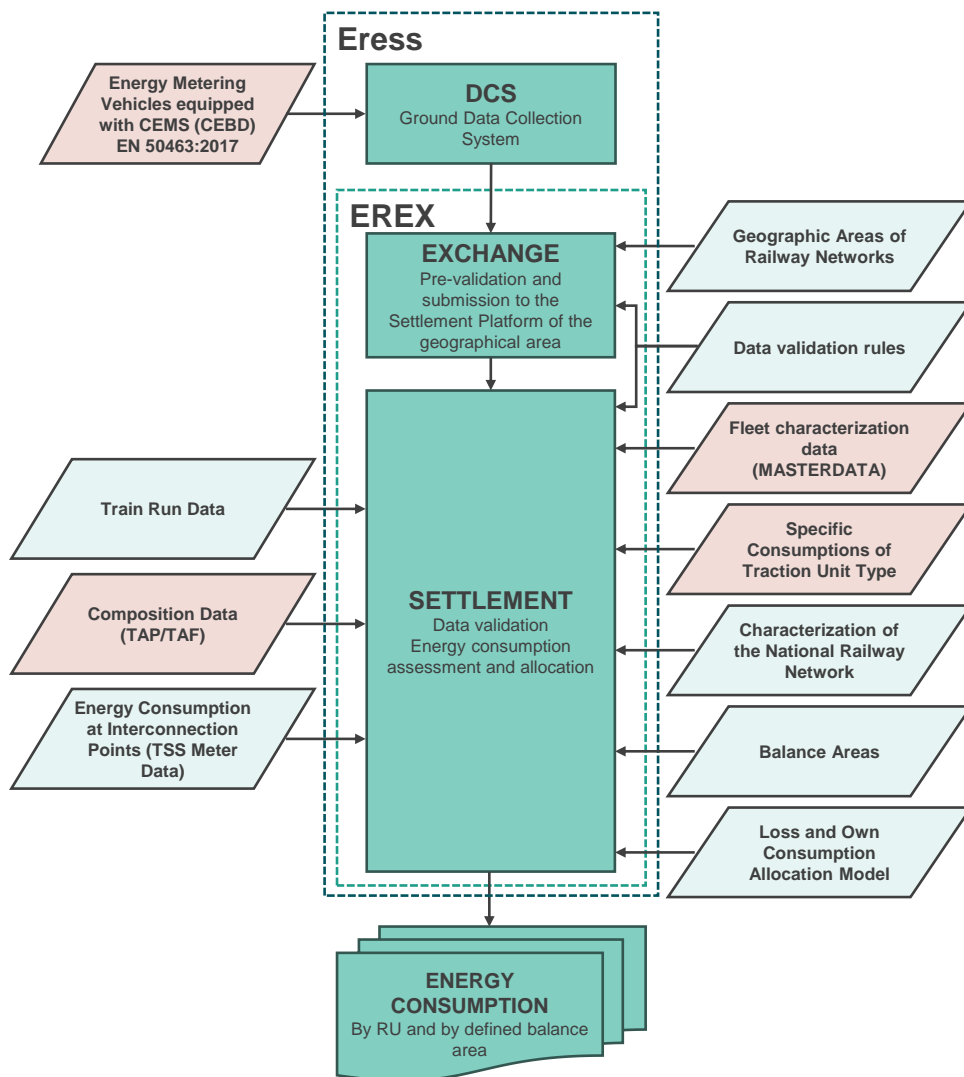 Eress
Energy Metering
Vehicles equipped
with CEMS (CEBD)
EN 50463:2017
DCS
Ground Data Collection
System
EREX
EXCHANGE
Pre-validation and
submission to the
Settlement Platform of the
geographical area
Geographic Areas of
Railway Networks
Data validation rules
Fleet characterization
data
(MASTERDATA)
Train Run Data
Specific
Consumptions of
Traction Unit Type
SETTLEMENT
Data validation
Energy consumption
assessment and allocation
Composition Data
(TAP/TAF)
Characterization of
the National Railway
Network
Energy Consumption
at Interconnection
Points (TSS Meter
Data)
Balance Areas
Loss and Own
Consumption
Allocation Model
ENERGY
CONSUMPTION
By RU and by defined balance
area